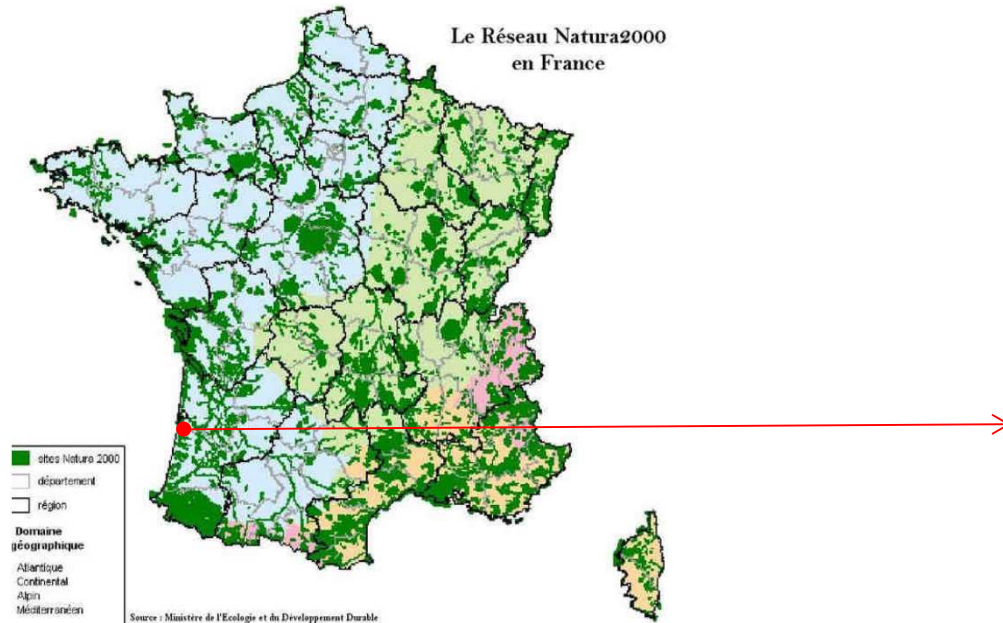 Le Réseau Natura2000
en France
sites Natura 2000
département
région
Domaine
géographique
Atlantique
Continental
Alpin
Méditerranéen
Source : Ministère de l'Ecologie et du Développement Durable